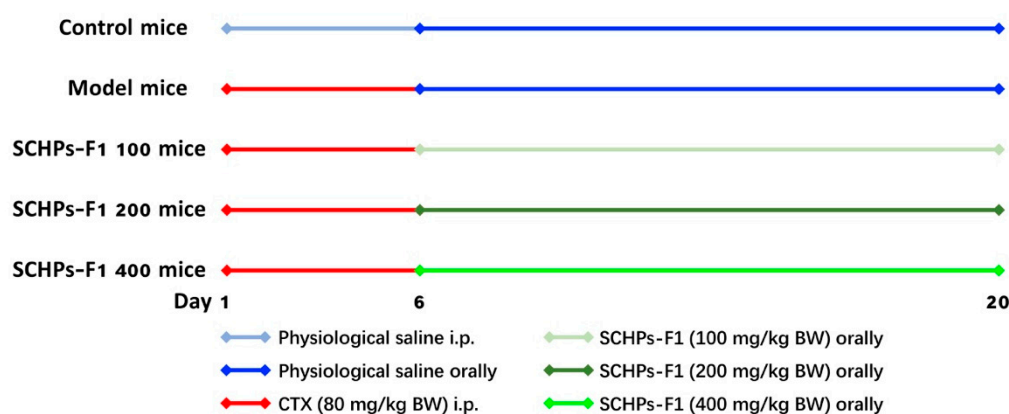 Control mice
Model mice
SCHPs-F1 100 mice
SCHPs-F1 200 mice
SCHPs-F1 400 mice
Day 1 6 20
Physiological saline i.p. SCHPs-F1 (100 mg/kg BW) orally
Physiological saline orally SCHPs-F1 (200 mg/kg BW) orally
CTX (80 mg/kg BW) i.p. SCHPs-F1 (400 mg/kg BW) orally